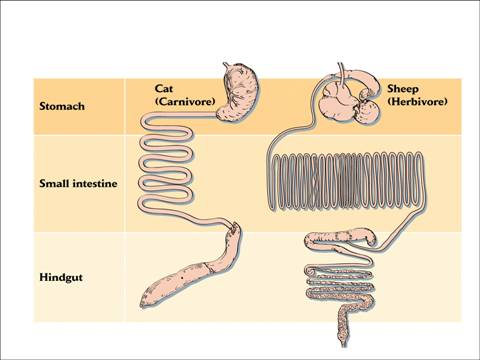 Cat
(Carnivore)
Sheep
(Herbivore)
Stomach
Small intestine
Hindgut